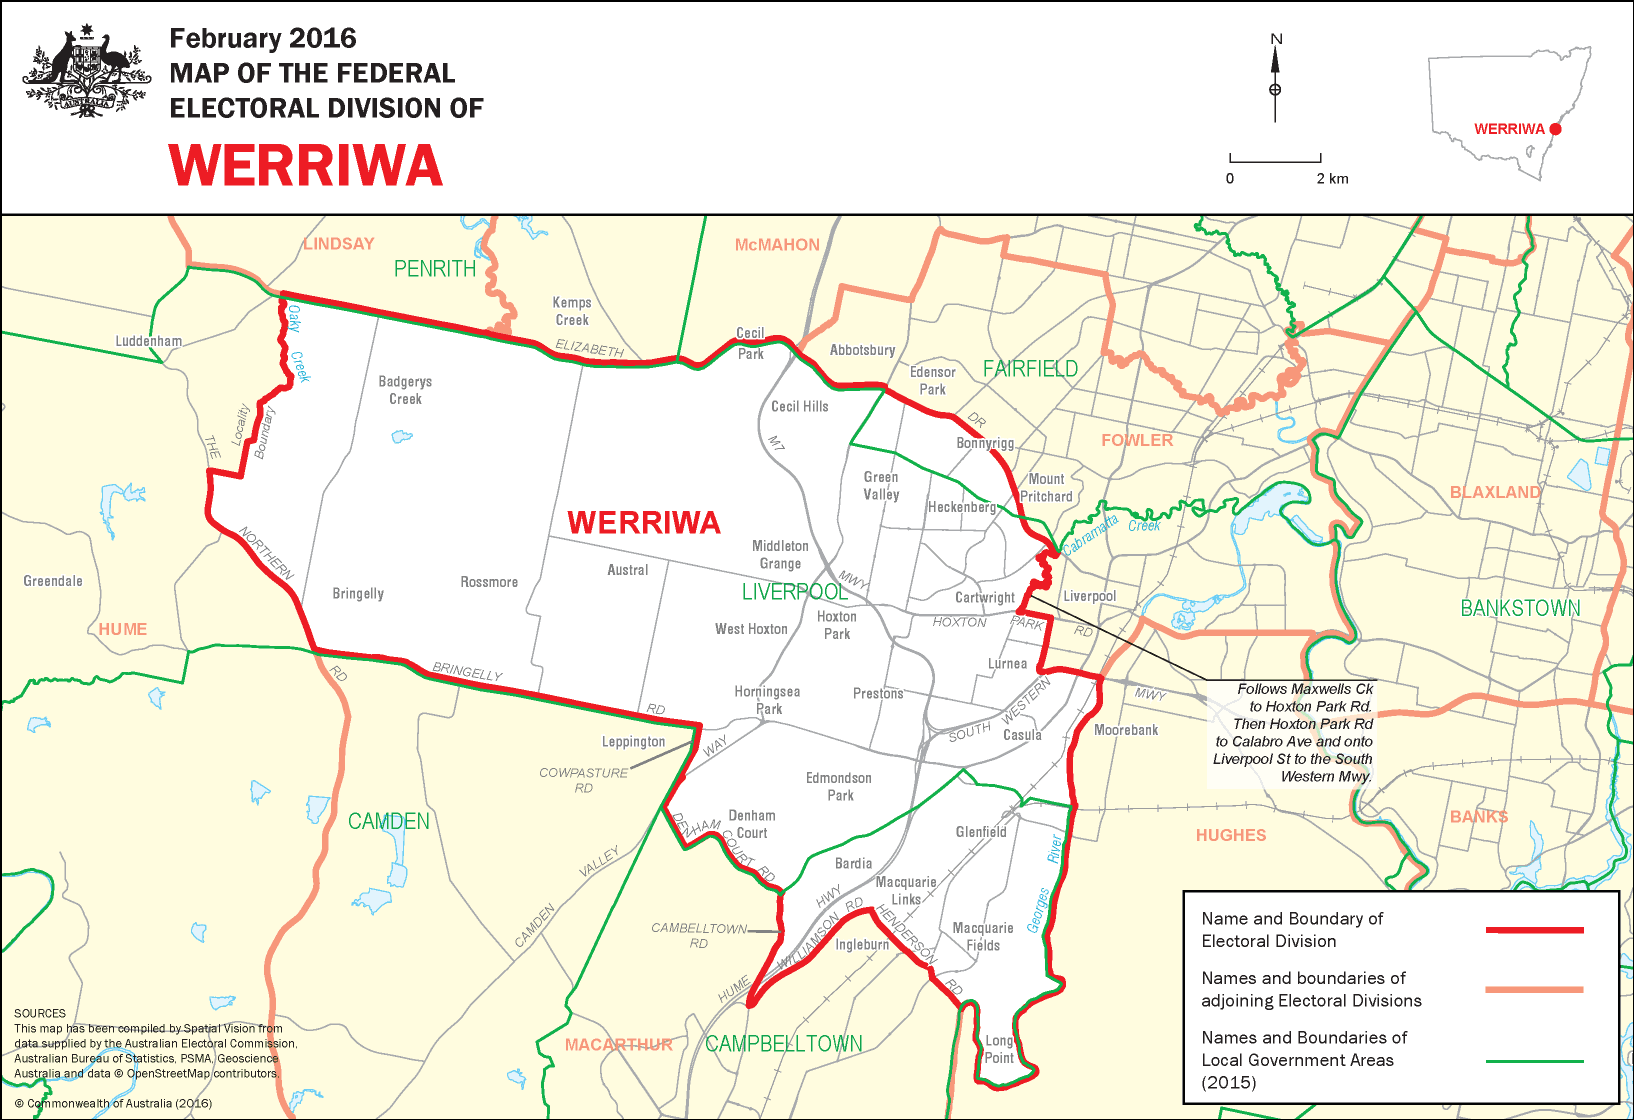 February 2016
MAP OF THE FEDERAL
ELECTORAL DIVISION OF
WERRIWA
AUSTRALIA
N
0 2 km
WERRIWA
LINDSAY
PENRITH
McMAHON
Kemps
Creek
Luddenham
Oaky
Creek
ELIZABETH
Cecil
Park
Abbotsbury
Edensor
Park
FAIRFIELD
Badgerys
Creek
Cecil Hills
DR
Locality
Boundary
THE
M7
Bonnyrigg
FOWLER
Green
Valley
Mount
Pritchard
BLAXLAND
Heckenberg
WERRIWA
Cabramatta
Creek
NORTHERN
Middleton
Grange
MWY
Greendale
Bringelly
Rossmore
Austral
LIVERPOOL
Cartwright
Liverpool
BANKSTOWN
HUME
West Hoxton
Hoxton
Park
HOXTON
PARK
RD
Lurnea
RD
BRINGELLY
RD
Horningsea
Park
Prestons
WESTERN
SOUTH
MWY
Casula
Moorebank
Follows Maxwells Ck
to Hoxton Park Rd.
Then Hoxton Park Rd
to Calabro Ave and onto
Liverpool St to the South
Western Mwy.
Leppington
WAY
COWPASTURE
RD
Edmondson
Park
CAMDEN
Denham
Court
DENHAM
COURT
RD
Glenfield
HUGHES
BANKS
VALLEY
CAMDEN
Bardia
River
Georges
Macquarie
Links
HWY
RD
CAMBELLTOWN
RD
WILLIAMSON
HENDERSON
RD
Ingleburn
Macquarie
Fields
HUME
MACARTHUR
CAMPBELLTOWN
Long
Point
SOURCES
This map has been compiled by Spatial Vision from
data supplied by the Australian Electoral Commission,
Australian Bureau of Statistics, PSMA, Geoscience
Australia and data © OpenStreetMap contributors.
© Commonwealth of Australia (2016)
Name and Boundary of
Electoral Division
Names and boundaries of
adjoining Electoral Divisions
Names and Boundaries of
Local Government Areas
(2015)